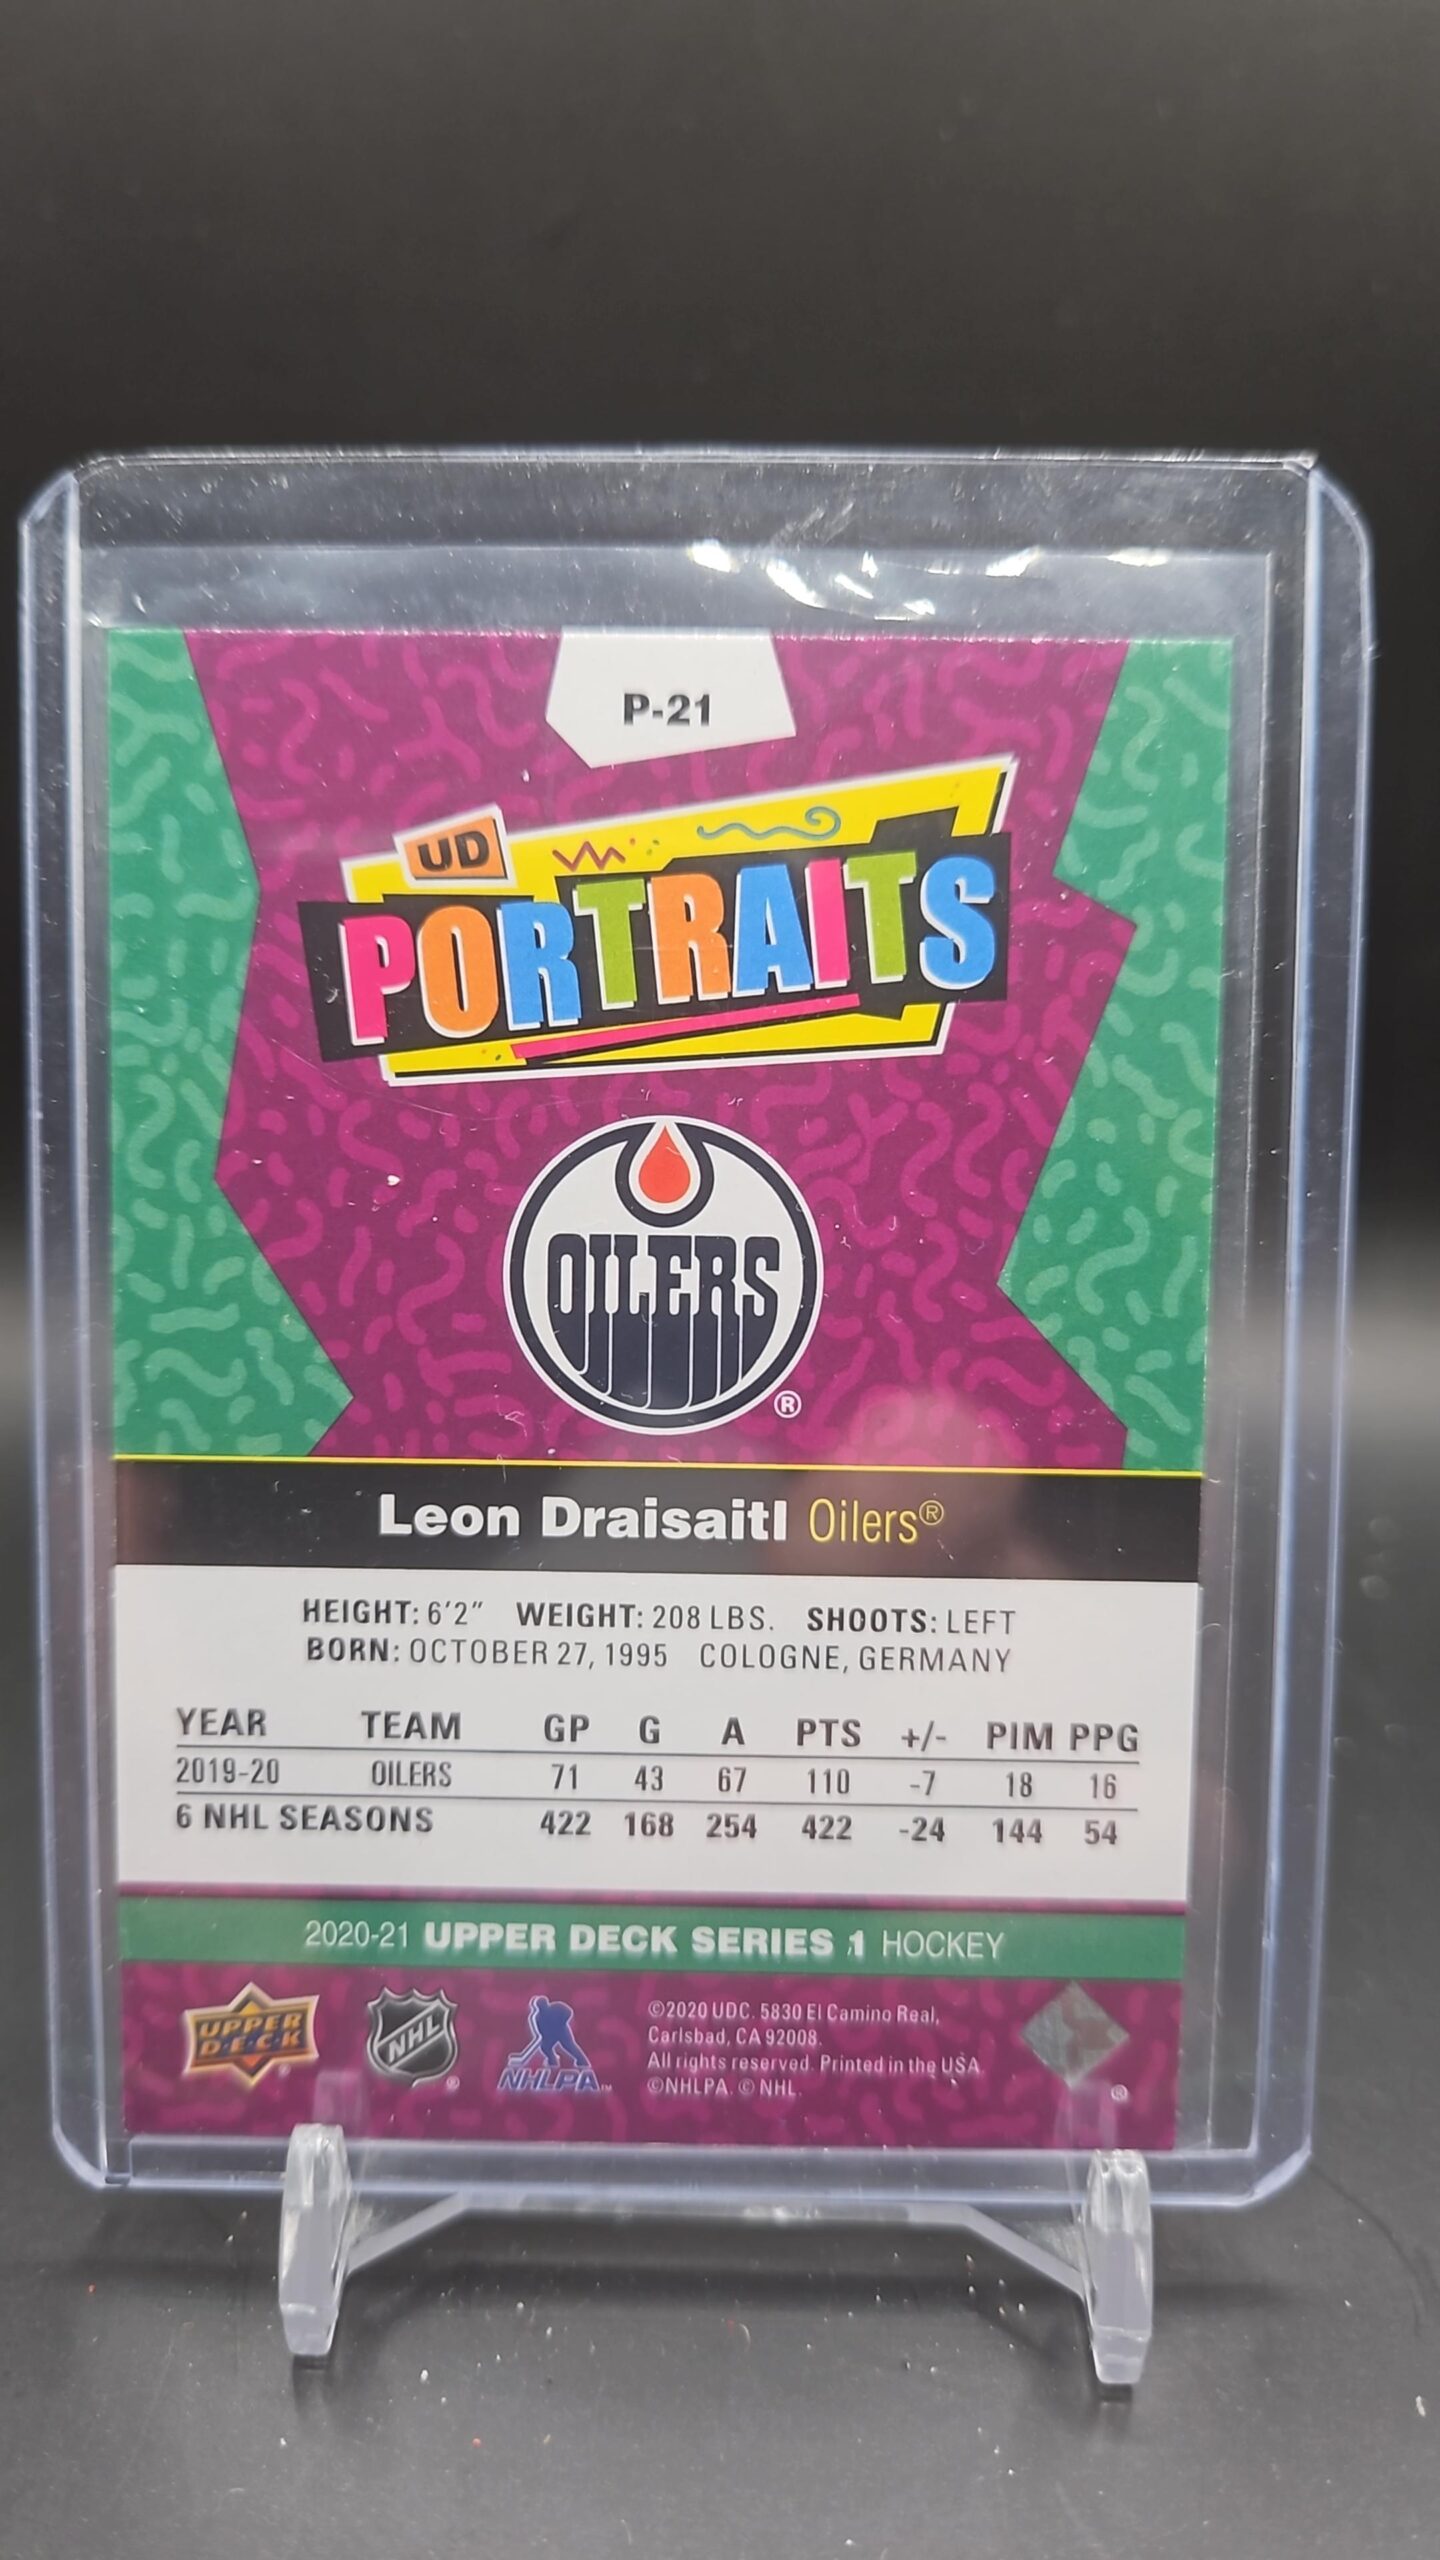 P-21
UD
PORTRAITS
OILERS
®
Leon Draisaitl Oilers®
HEIGHT: 6'2" WEIGHT: 208 LBS. SHOOTS: LEFT
BORN: OCTOBER 27, 1995 COLOGNE, GERMANY
YEAR TEAM GP G A PTS +/- PIM PPG
2019-20 OILERS 71 43 67 110 -7 18 16
6 NHL SEASONS 422 168 254 422 -24 144 54
2020-21 UPPER DECK SERIES 1 HOCKEY
UPPER DECK ®
NHL ®
NHLPA™
©2020 UDC. 5830 El Camino Real,
Carlsbad, CA 92008.
All rights reserved. Printed in the USA.
©NHLPA. © NHL.
®